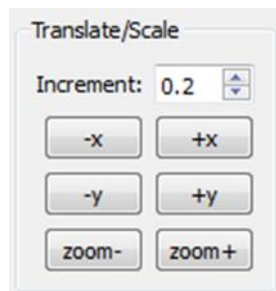 Translate/Scale
Increment: 0.2
-x +x
-y +y
zoom- zoom+